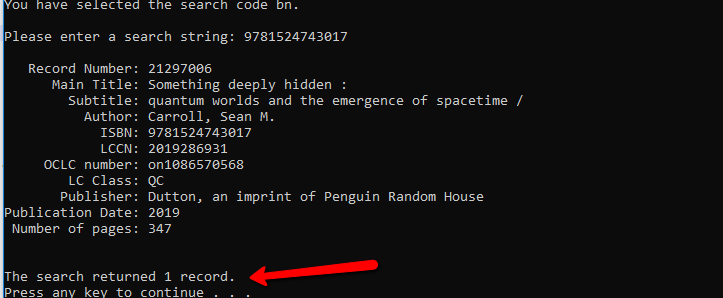 You have selected the search code bn.
Please enter a search string: 9781524743017
Record Number: 21297006
Main Title: Something deeply hidden :
Subtitle: quantum worlds and the emergence of spacetime /
Author: Carroll, Sean M.
ISBN: 9781524743017
LCCN: 2019286931
OCLC number: on1086570568
LC Class: QC
Publisher: Dutton, an imprint of Penguin Random House
Publication Date: 2019
Number of pages: 347
The search returned 1 record.
Press any key to continue . . .